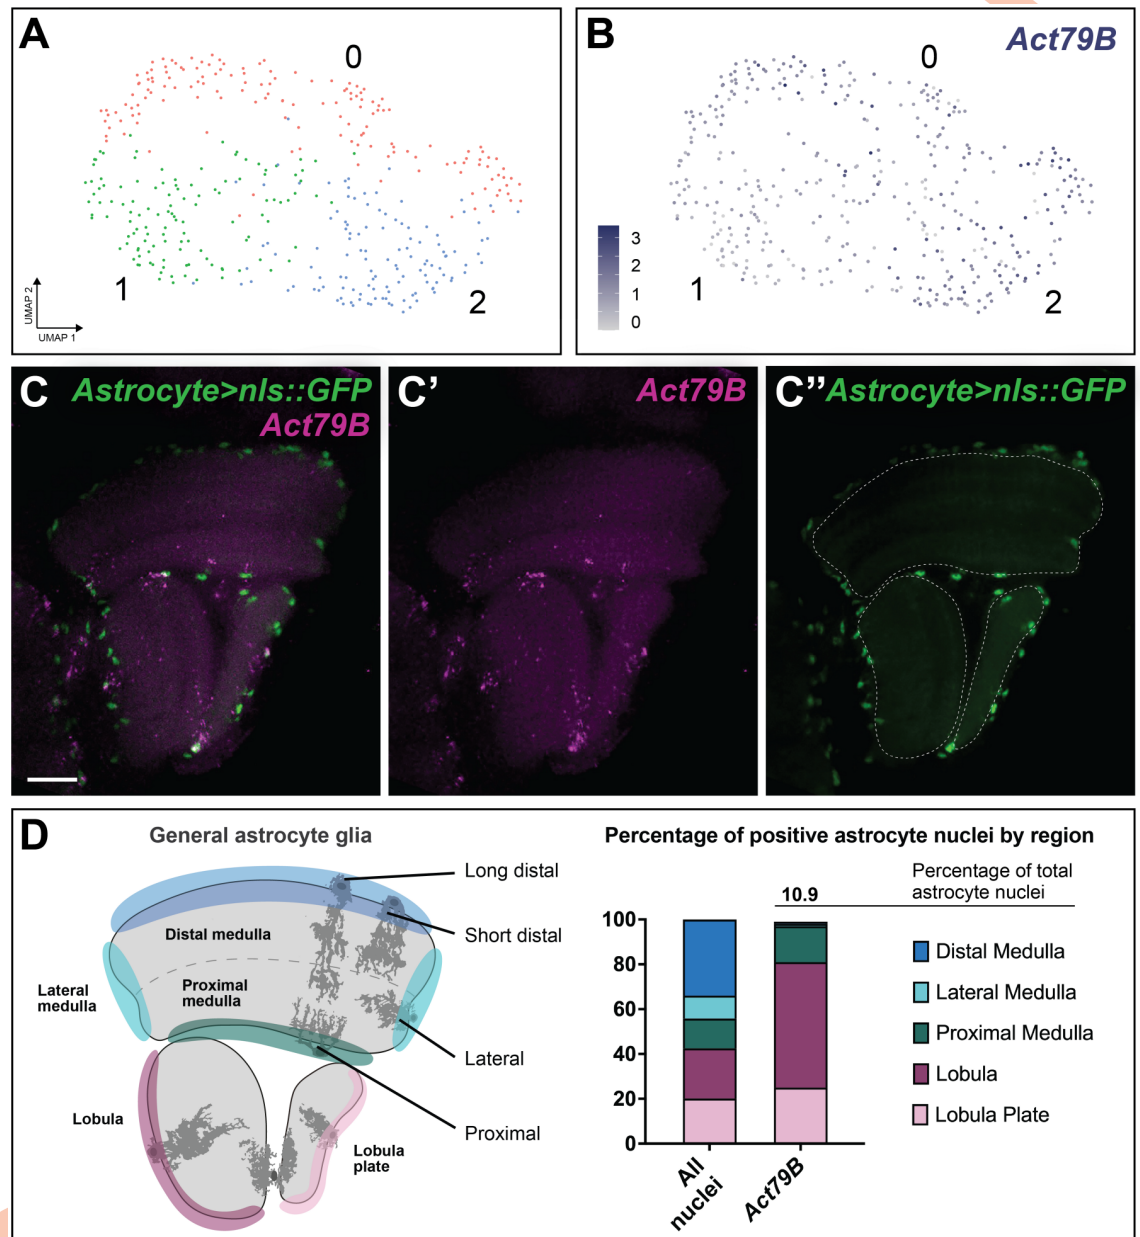 A
0
1
2
UMAP 2
UMAP 1
B
Act79B
0
1
2
3
2
1
0
C
Astrocyte>nls::GFP
Act79B
C’
Act79B
C’’
Astrocyte>nls::GFP
D
General astrocyte glia
Long distal
Short distal
Distal medulla
Proximal
medulla
Lateral
medulla
Lateral
Proximal
Lobula
Lobula
plate
Percentage of positive astrocyte nuclei by region
Percentage of total
astrocyte nuclei
10.9
100
80
60
40
20
0
All
nuclei
Act79B
Distal Medulla
Lateral Medulla
Proximal Medulla
Lobula
Lobula Plate